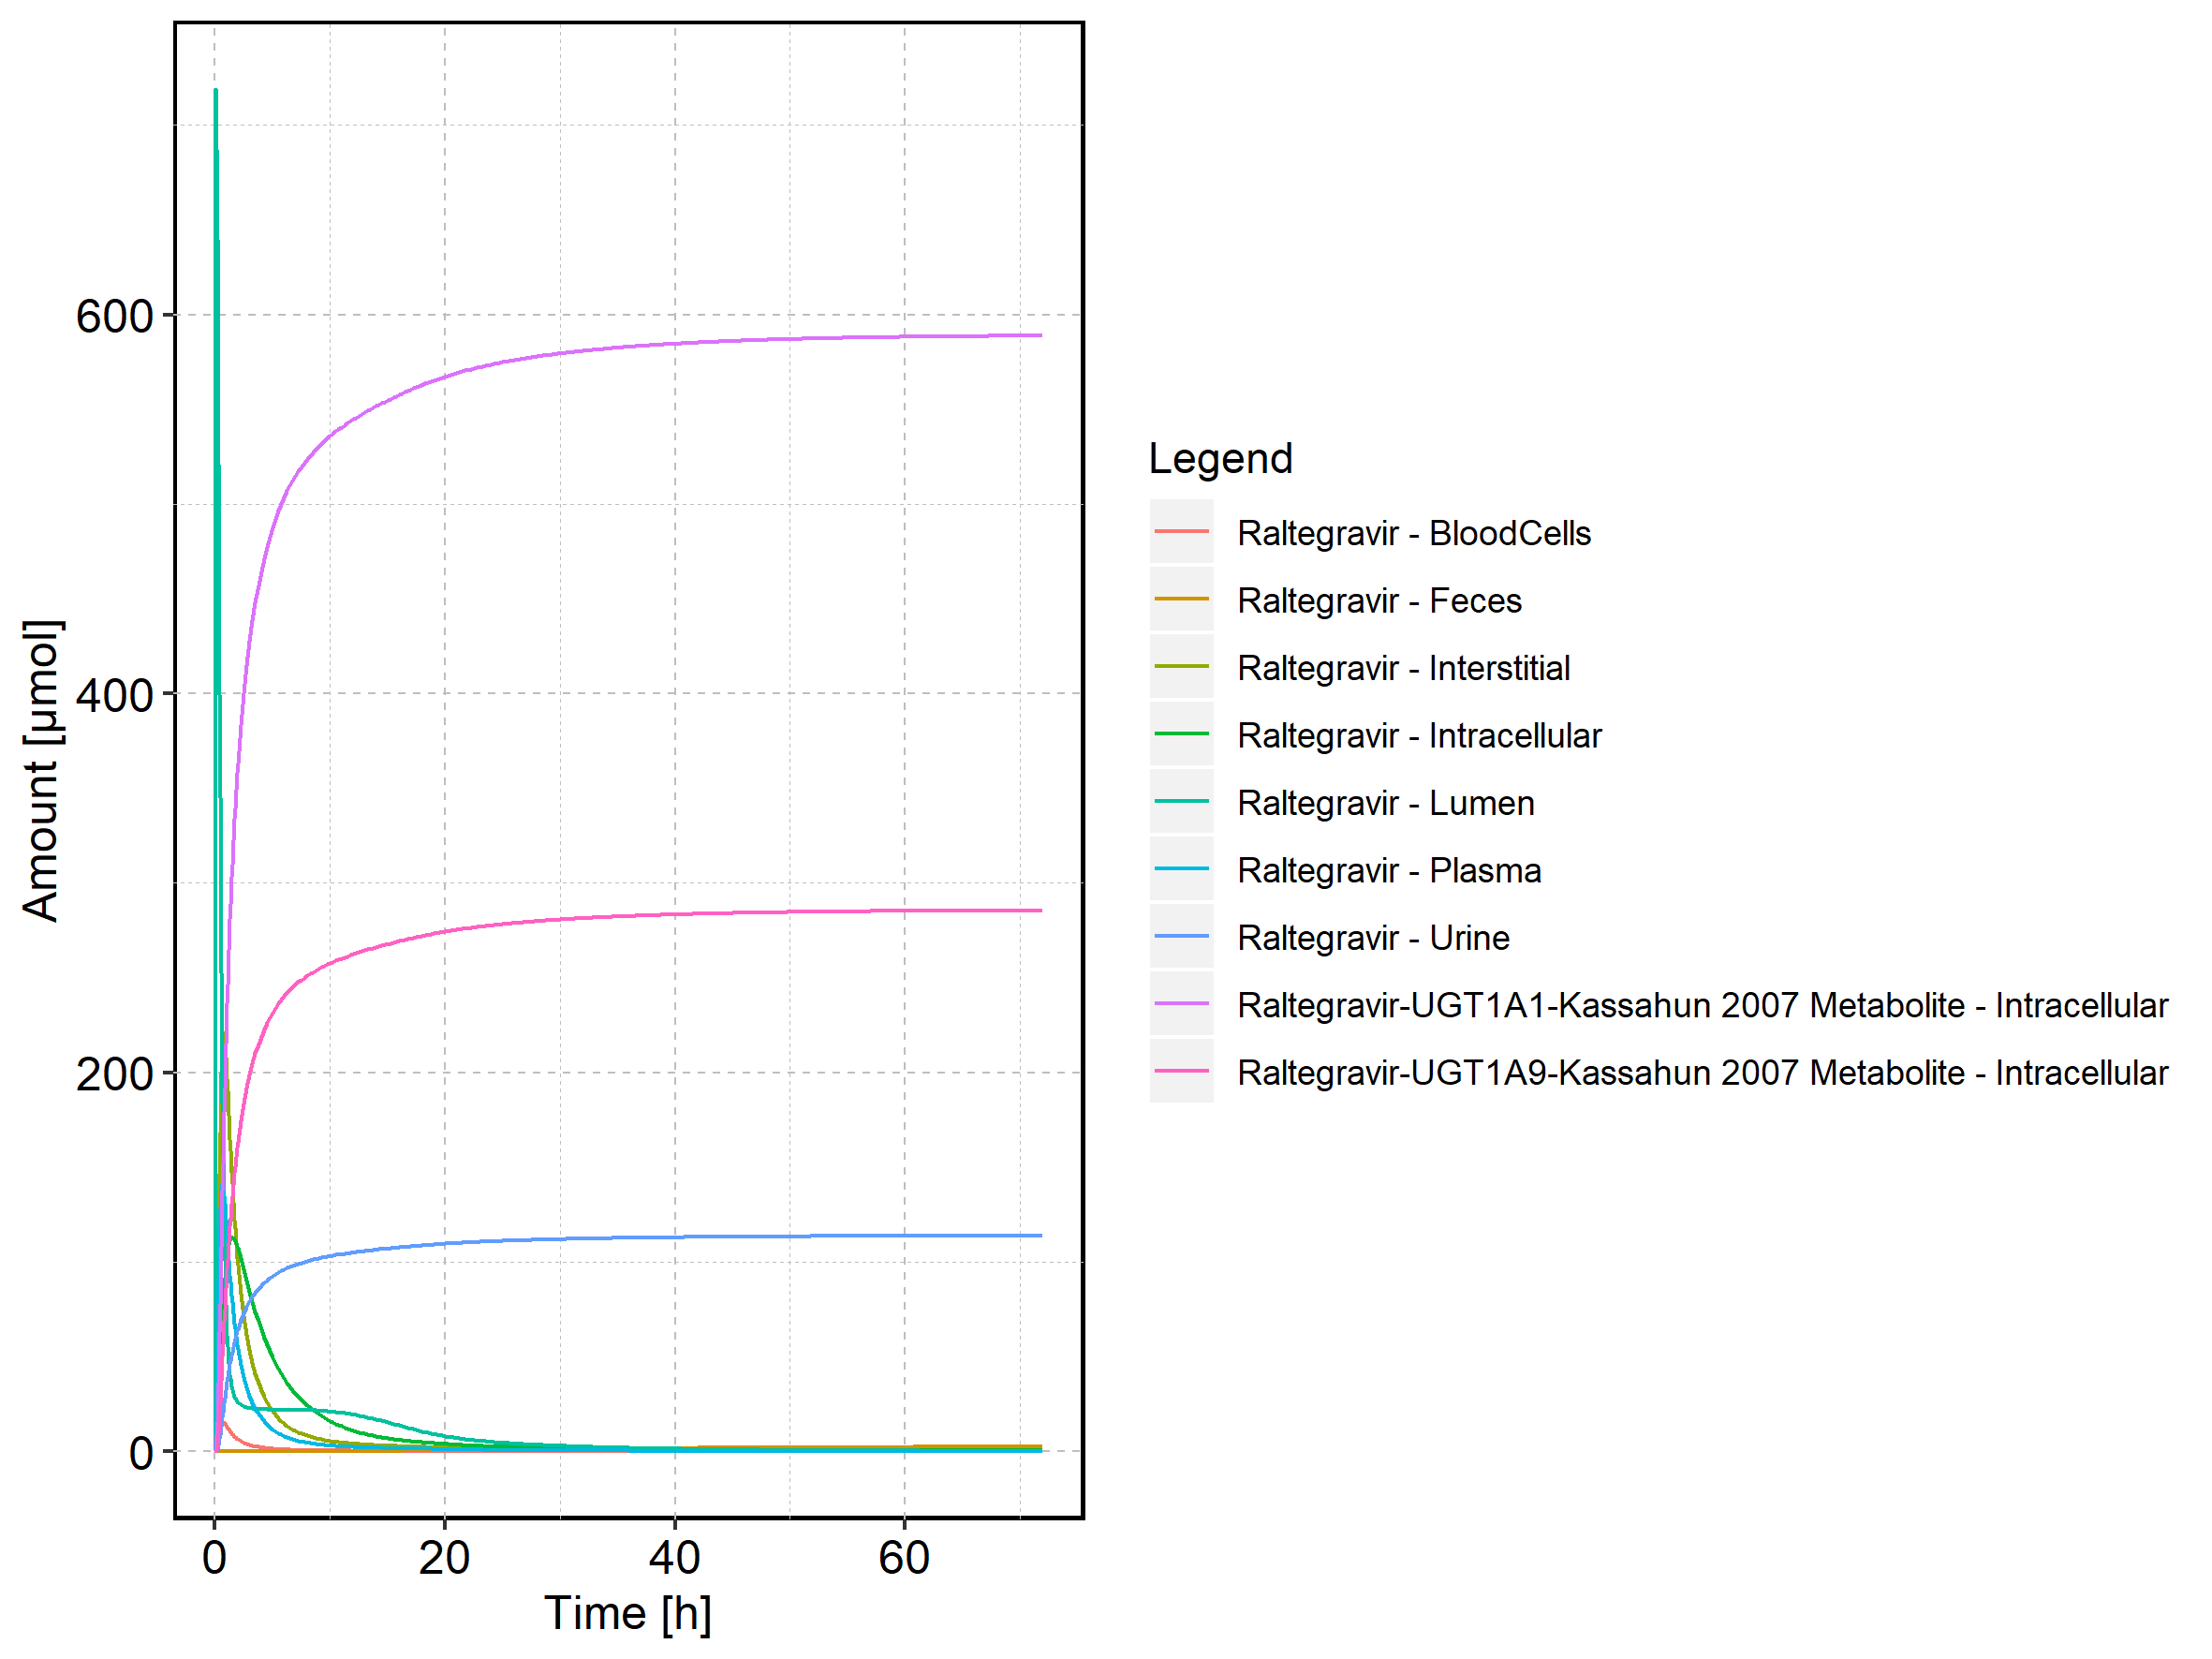 600
400
200
0
Amount [µmol]
0 20 40 60
Time [h]
Legend
Raltegravir - BloodCells
Raltegravir - Feces
Raltegravir - Interstitial
Raltegravir - Intracellular
Raltegravir - Lumen
Raltegravir - Plasma
Raltegravir - Urine
Raltegravir-UGT1A1-Kassahun 2007 Metabolite - Intracellular
Raltegravir-UGT1A9-Kassahun 2007 Metabolite - Intracellular